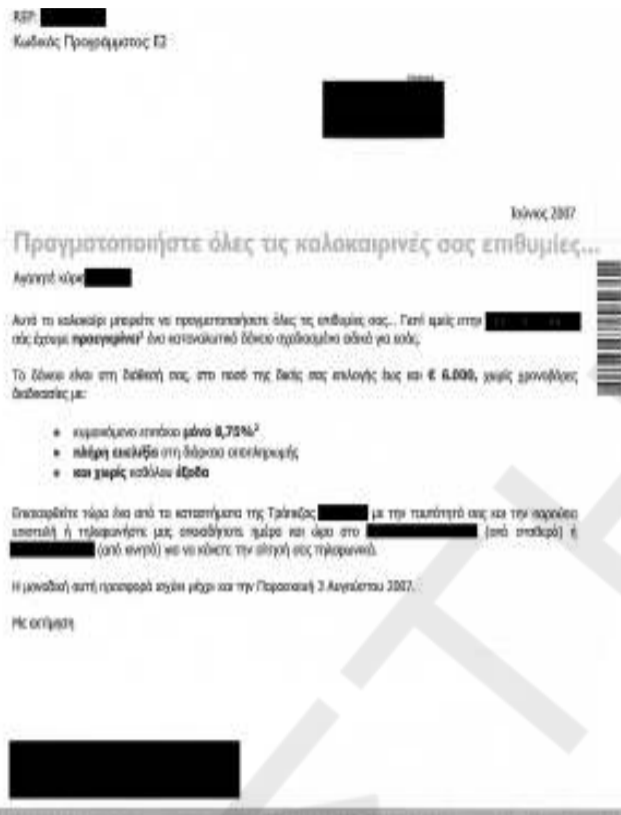 REF:
Κωδικός Προγράμματος E2
Ιούνιος 2007
Πραγματοποιήστε όλες τις καλοκαιρινές σας επιθυμίες...
Αγαπητέ κύριε
Αυτό το καλοκαίρι μπορείτε να πραγματοποιήσετε όλες τις επιθυμίες σας... Γιατί εμείς στην
σάς έχουμε προεγκρίνει¹ ένα καταναλωτικό δάνειο σχεδιασμένο ειδικά για εσάς.
Το δάνειο είναι στη διάθεσή σας, στο ποσό της δικής σας επιλογής έως και € 6.000, χωρίς χρονοβόρες
διαδικασίες με:
• κυμαινόμενο επιτόκιο μόνο 8,75%²
• πλήρη ευελιξία στη διάρκεια αποπληρωμής
• και χωρίς καθόλου έξοδα
Επισκεφθείτε τώρα ένα από τα καταστήματα της Τράπεζας με την ταυτότητά σας και την παρούσα
επιστολή ή τηλεφωνήστε μας οποιαδήποτε ημέρα και ώρα στο (από σταθερό) ή
(από κινητό) για να κάνετε την αίτησή σας τηλεφωνικά.
Η μοναδική αυτή προσφορά ισχύει μέχρι και την Παρασκευή 3 Αυγούστου 2007.
Με εκτίμηση